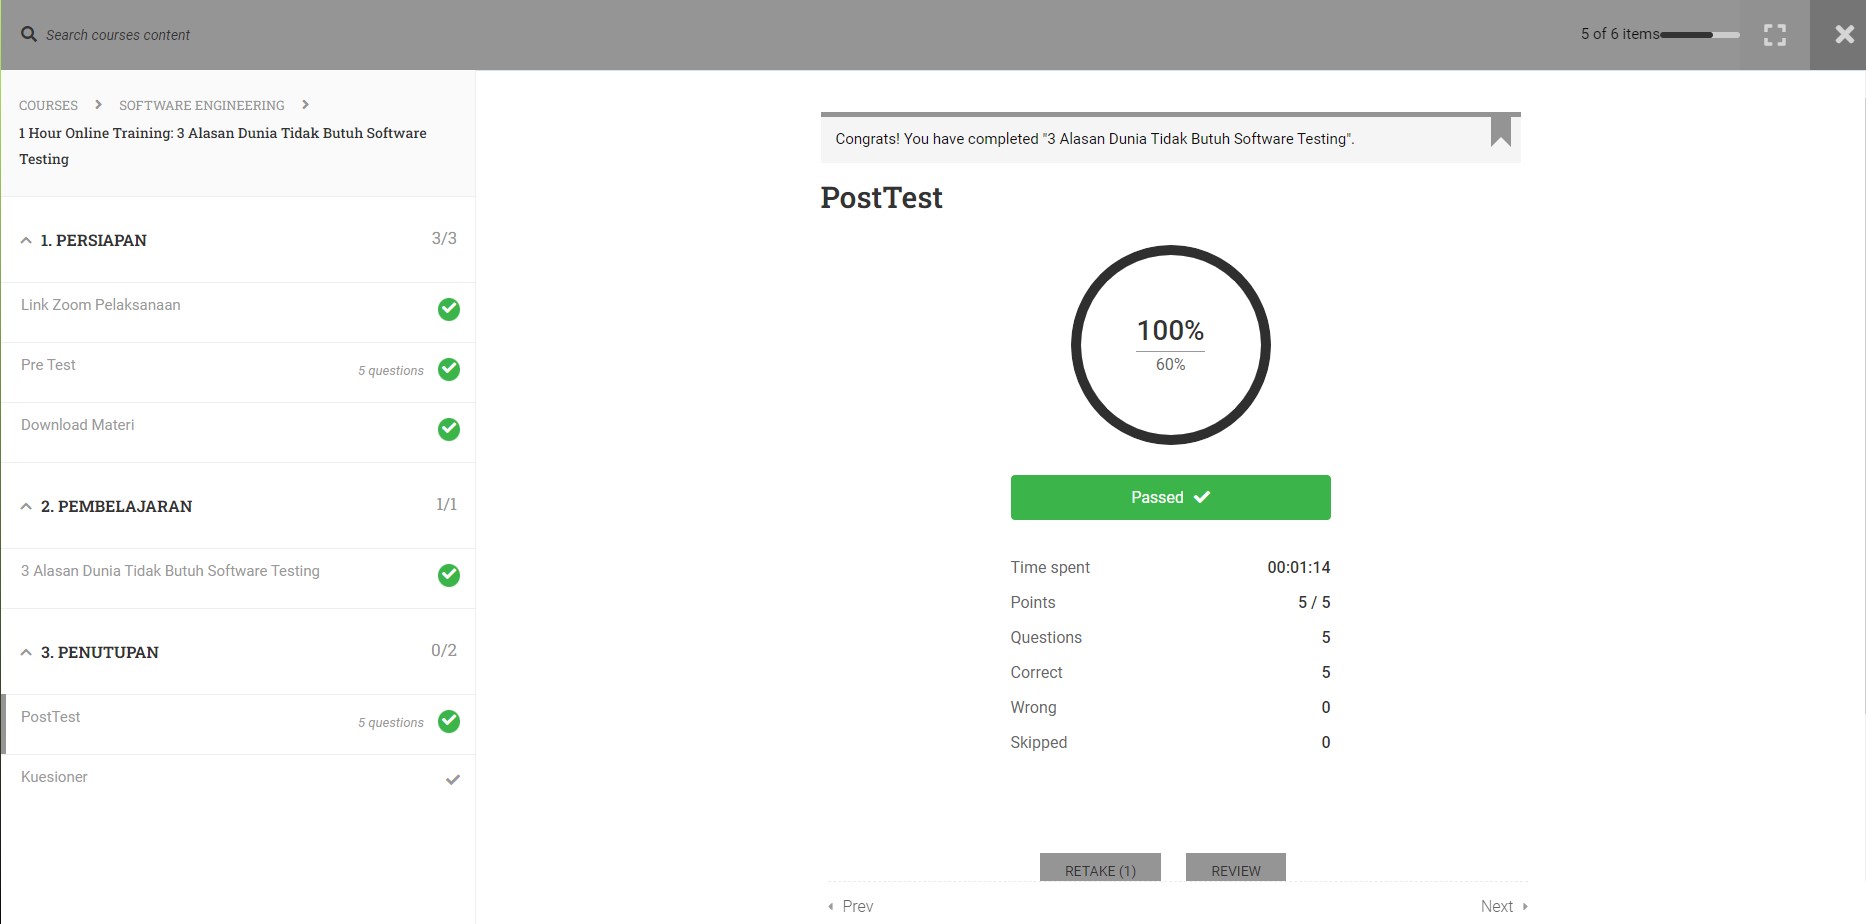 Search courses content
5 of 6 items
COURSES SOFTWARE ENGINEERING
1 Hour Online Training: 3 Alasan Dunia Tidak Butuh Software
Testing
1. PERSIAPAN 3/3
Link Zoom Pelaksanaan
Pre Test 5 questions
Download Materi
2. PEMBELAJARAN 1/1
3 Alasan Dunia Tidak Butuh Software Testing
3. PENUTUPAN 0/2
PostTest 5 questions
Kuesioner
Congrats! You have completed "3 Alasan Dunia Tidak Butuh Software Testing".
PostTest
100%
60%
Passed
Time spent 00:01:14
Points 5 / 5
Questions 5
Correct 5
Wrong 0
Skipped 0
RETAKE (1) REVIEW
Prev Next